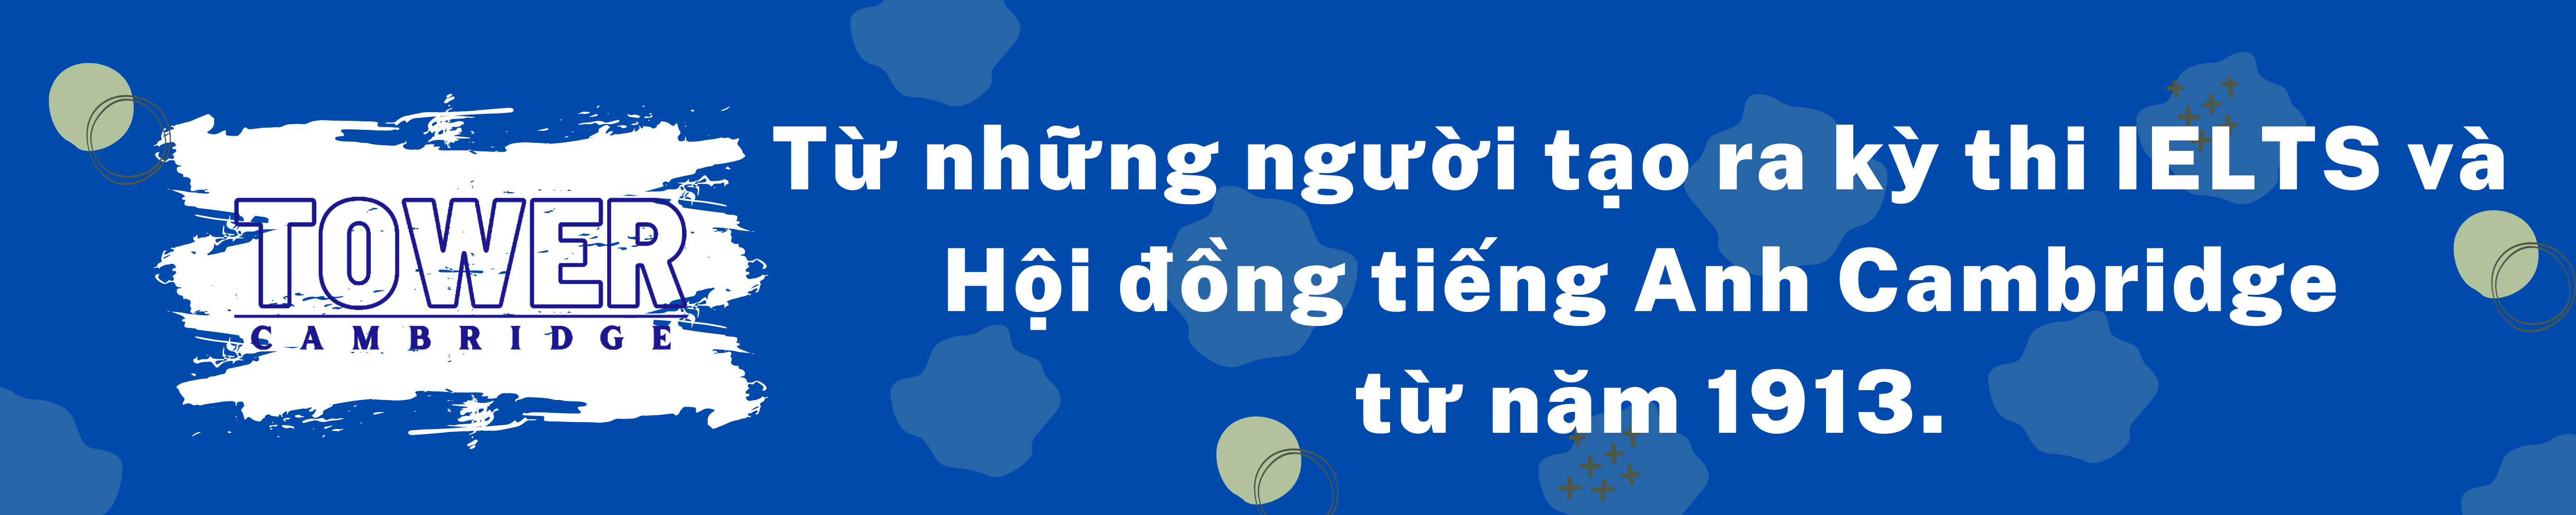 TOWER
CAMBRIDGE
Từ những người tạo ra kỳ thi IELTS và
Hội đồng tiếng Anh Cambridge
từ năm 1913.